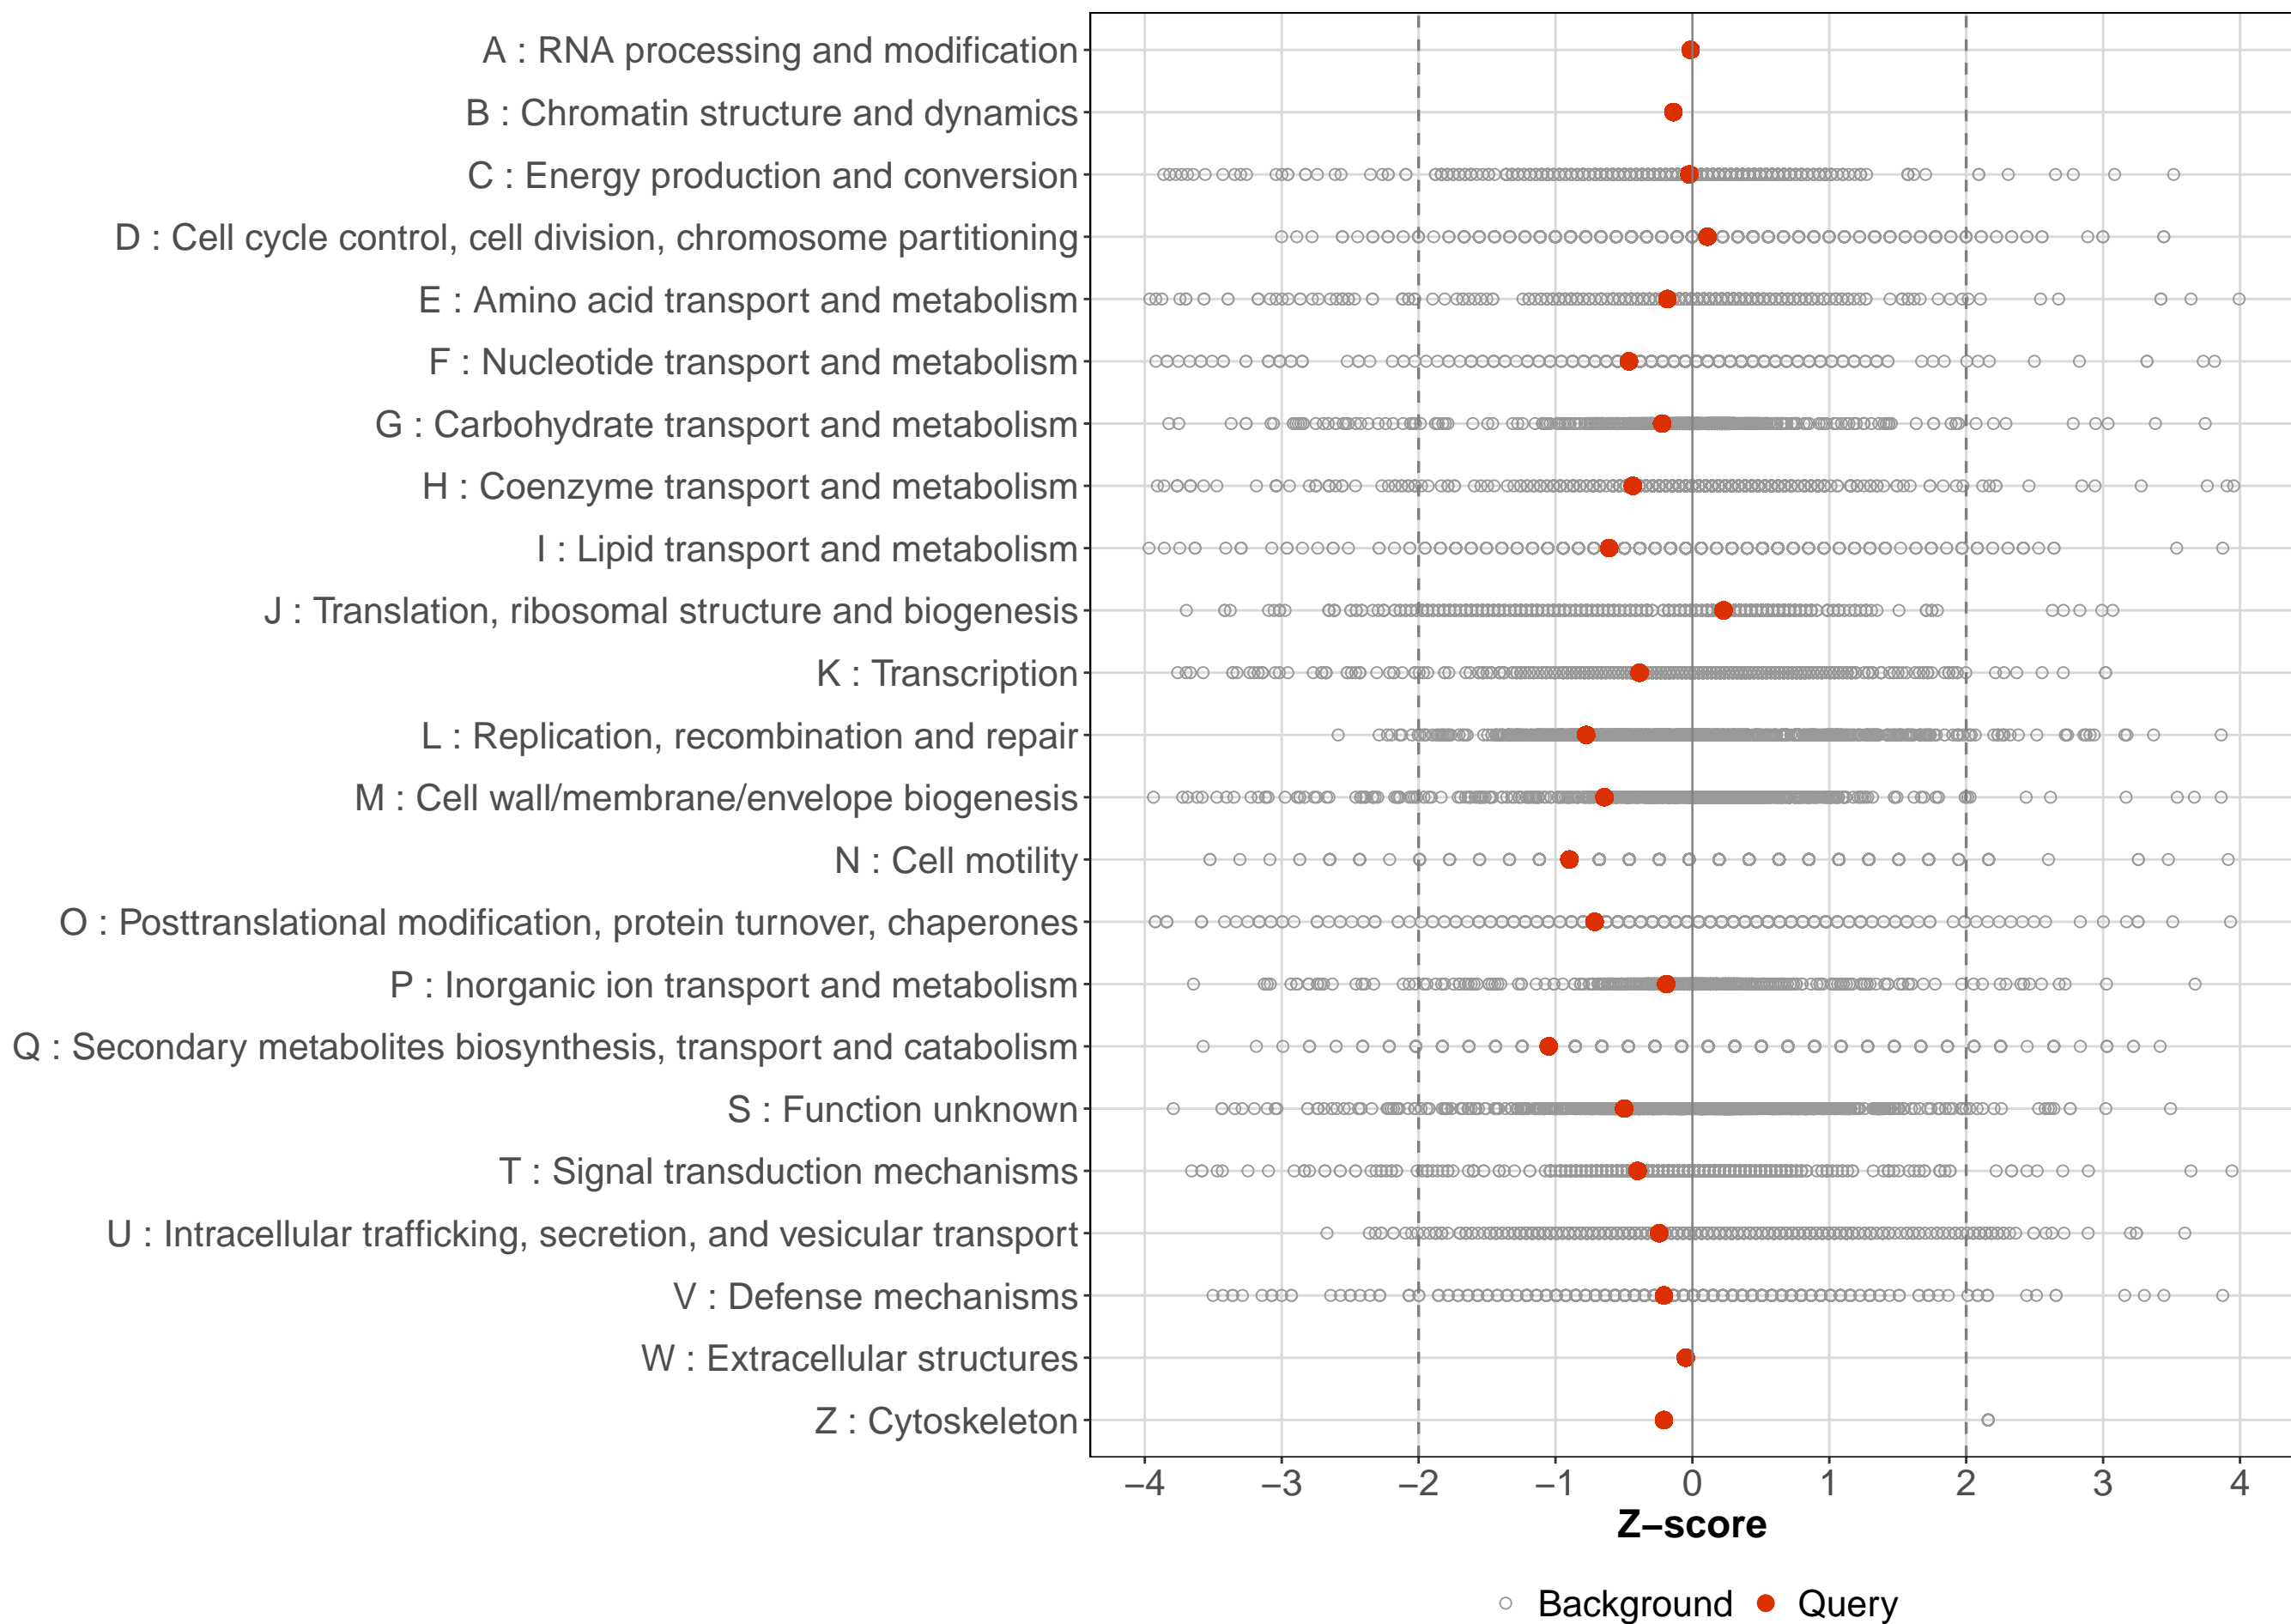 A : RNA processing and modification
B : Chromatin structure and dynamics
C : Energy production and conversion
D : Cell cycle control, cell division, chromosome partitioning
E : Amino acid transport and metabolism
F : Nucleotide transport and metabolism
G : Carbohydrate transport and metabolism
H : Coenzyme transport and metabolism
I : Lipid transport and metabolism
J : Translation, ribosomal structure and biogenesis
K : Transcription
L : Replication, recombination and repair
M : Cell wall/membrane/envelope biogenesis
N : Cell motility
O : Posttranslational modification, protein turnover, chaperones
P : Inorganic ion transport and metabolism
Q : Secondary metabolites biosynthesis, transport and catabolism
S : Function unknown
T : Signal transduction mechanisms
U : Intracellular trafficking, secretion, and vesicular transport
V : Defense mechanisms
W : Extracellular structures
Z : Cytoskeleton
−4 −3 −2 −1 0 1 2 3 4
Z−score
Background Query